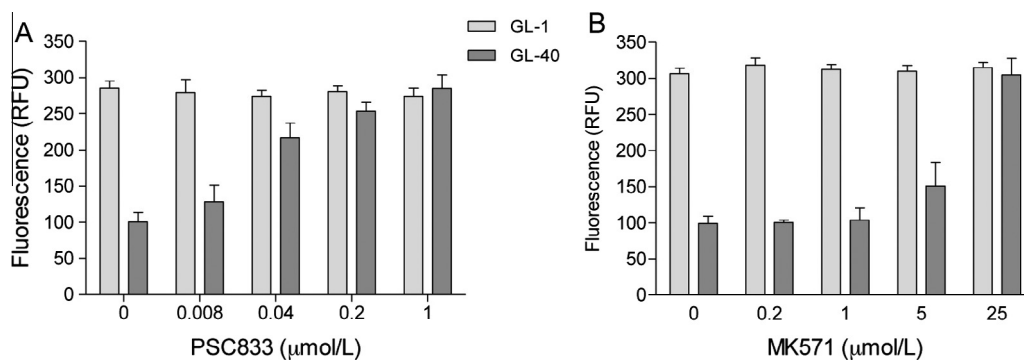 A
GL-1
GL-40
350
300
250
200
150
100
50
0
Fluorescence (RFU)
0 0.008 0.04 0.2 1
PSC833 (μmol/L)
B
350
300
250
200
150
100
50
0
Fluorescence (RFU)
0 0.2 1 5 25
MK571 (μmol/L)